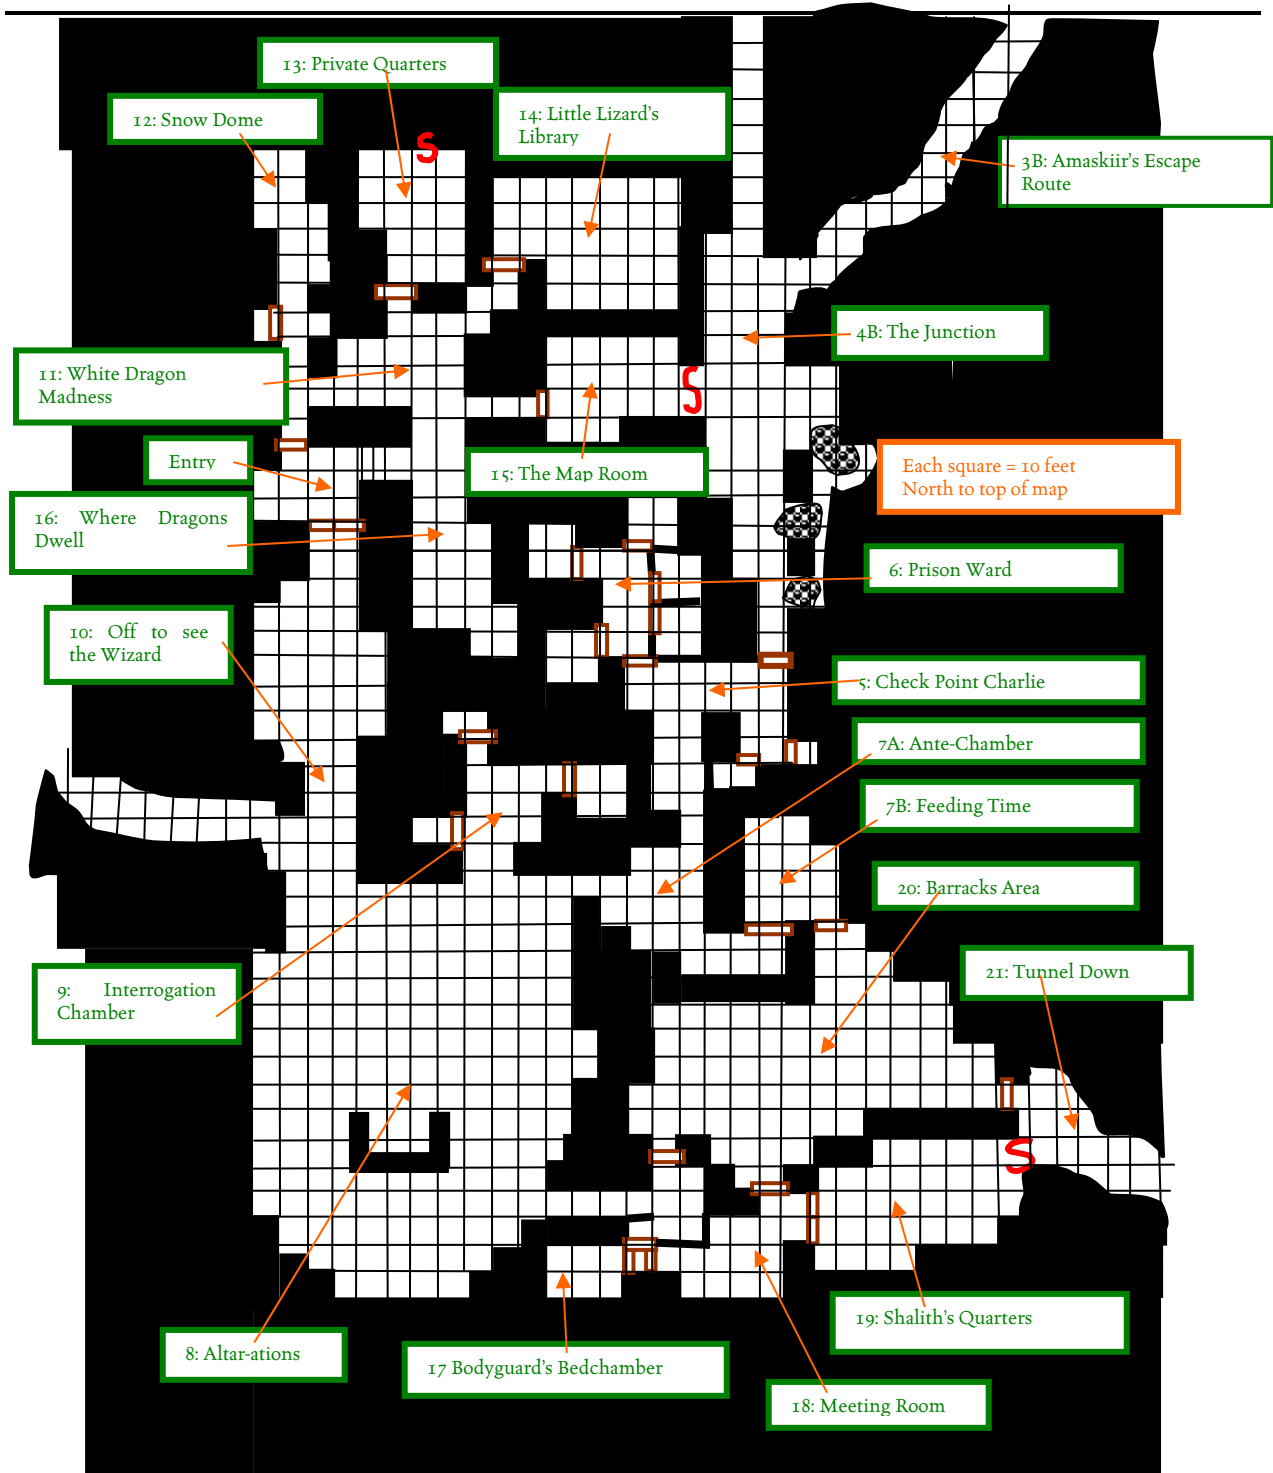 13: Private Quarters
12: Snow Dome
14: Little Lizard's
Library
S
3B: Amaskiir's Escape
Route
4B: The Junction
11: White Dragon
Madness
S
Entry
15: The Map Room
Each square = 10 feet
North to top of map
16: Where Dragons
Dwell
6: Prison Ward
10: Off to see
the Wizard
5: Check Point Charlie
7A: Ante-Chamber
7B: Feeding Time
20: Barracks Area
21: Tunnel Down
9: Interrogation
Chamber
S
19: Shalith's Quarters
8: Altar-ations
17 Bodyguard's Bedchamber
18: Meeting Room